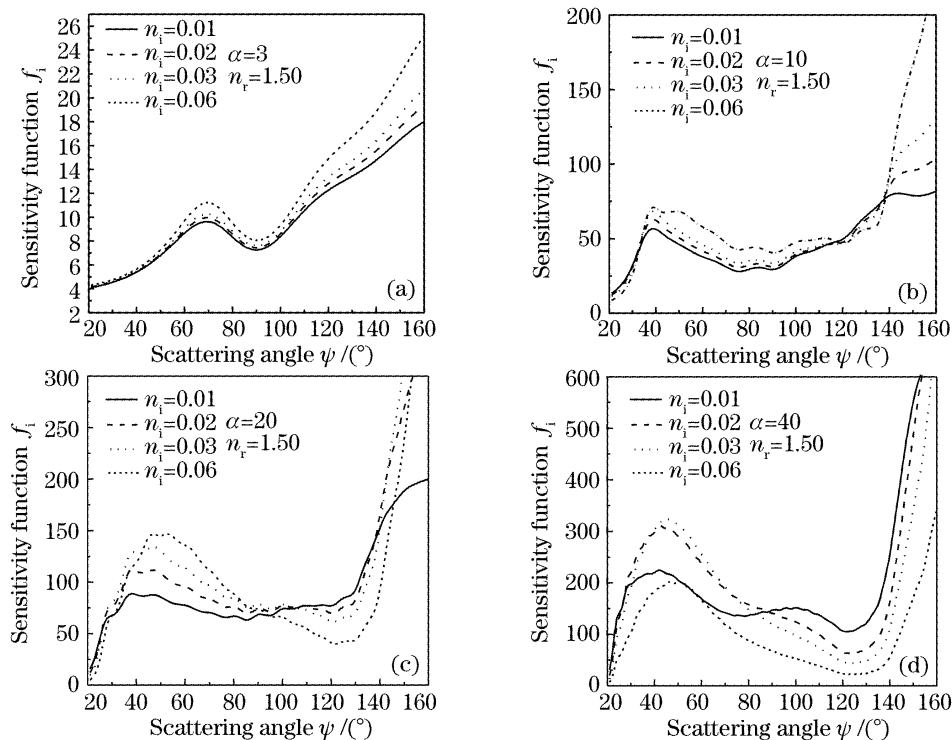 26
24
22
20
18
16
14
12
10
8
6
4
2
Sensitivity function f_i
n_i=0.01
n_i=0.02 α=3
n_i=0.03 n_r=1.50
n_i=0.06
(a)
20 40 60 80 100 120 140 160
Scattering angle ψ /(°)
200
150
100
50
0
Sensitivity function f_i
n_i=0.01
n_i=0.02 α=10
n_i=0.03 n_r=1.50
n_i=0.06
(b)
20 40 60 80 100 120 140 160
Scattering angle ψ /(°)
300
250
200
150
100
50
0
Sensitivity function f_i
n_i=0.01
n_i=0.02 α=20
n_i=0.03 n_r=1.50
n_i=0.06
(c)
20 40 60 80 100 120 140 160
Scattering angle ψ /(°)
600
500
400
300
200
100
0
Sensitivity function f_i
n_i=0.01
n_i=0.02 α=40
n_i=0.03 n_r=1.50
n_i=0.06
(d)
20 40 60 80 100 120 140 160
Scattering angle ψ /(°)